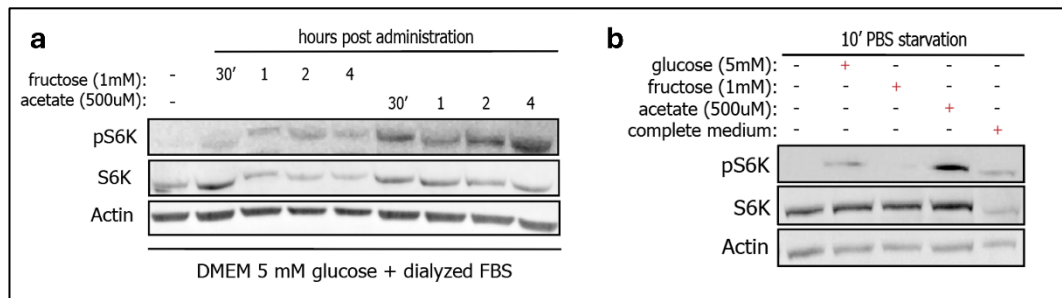 a
hours post administration
fructose (1mM): - 30' 1 2 4
acetate (500uM): - 30' 1 2 4
pS6K
S6K
Actin
DMEM 5 mM glucose + dialyzed FBS
b
10' PBS starvation
glucose (5mM): - + - - -
fructose (1mM): - - + - -
acetate (500uM): - - - + -
complete medium: - - - - +
pS6K
S6K
Actin